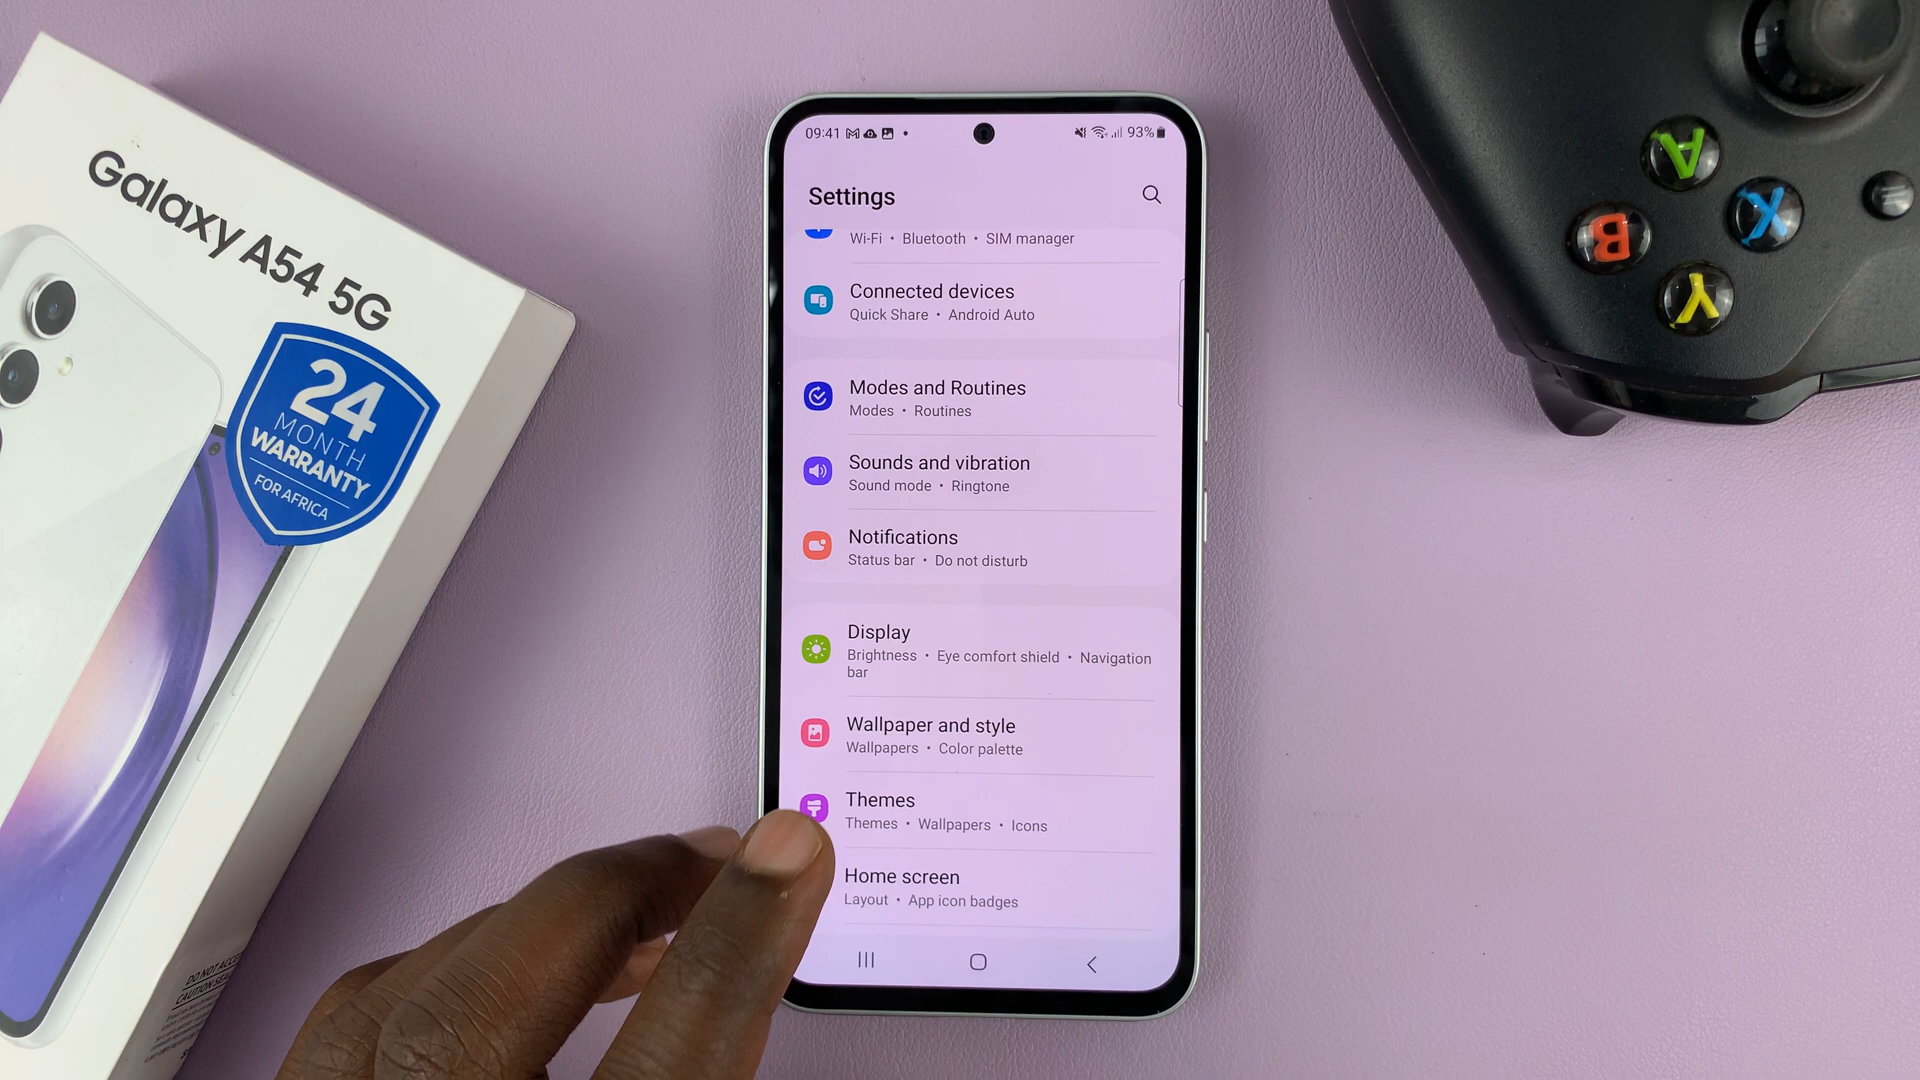 Galaxy A54 5G
24
MONTH
WARRANTY
FOR AFRICA
09:41
93%
Settings
Wi-Fi • Bluetooth • SIM manager
Connected devices
Quick Share • Android Auto
Modes and Routines
Modes • Routines
Sounds and vibration
Sound mode • Ringtone
Notifications
Status bar • Do not disturb
Display
Brightness • Eye comfort shield • Navigation
bar
Wallpaper and style
Wallpapers • Color palette
Themes
Themes • Wallpapers • Icons
Home screen
Layout • App icon badges
A
B
X
Y